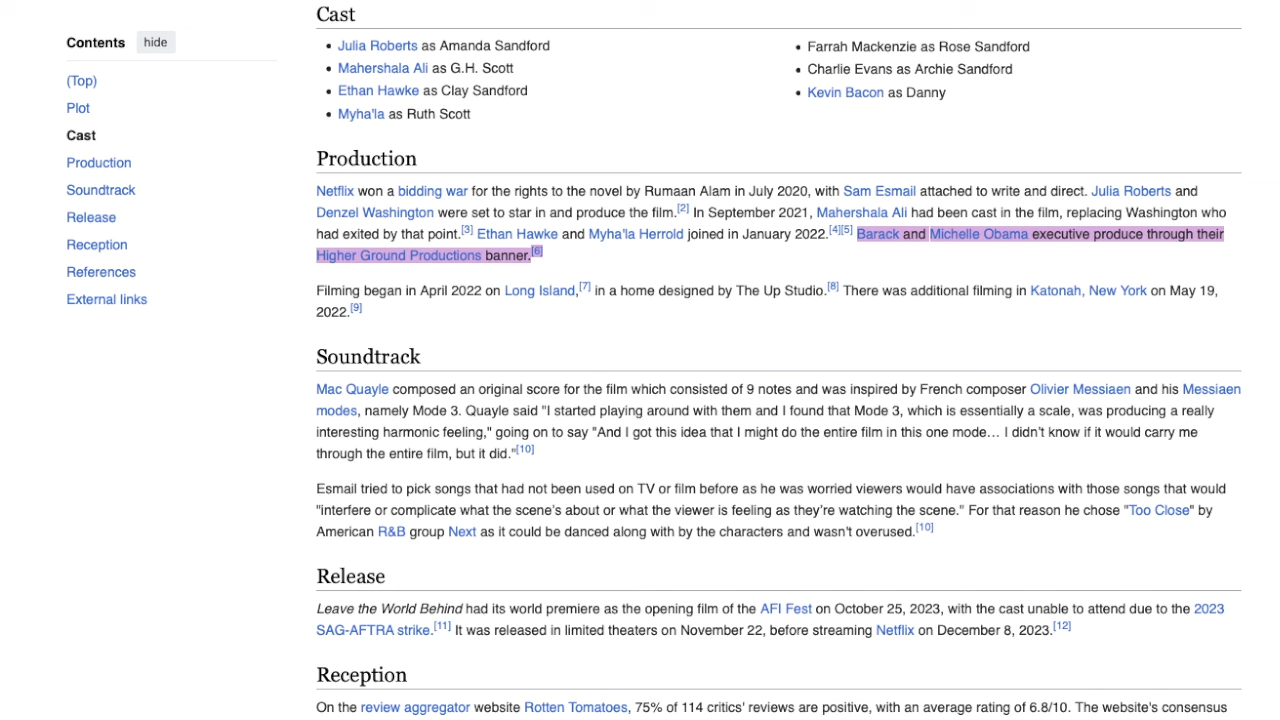 Contents hide
(Top)
Plot
Cast
Production
Soundtrack
Release
Reception
References
External links
Cast
• Julia Roberts as Amanda Sandford
• Mahershala Ali as G.H. Scott
• Ethan Hawke as Clay Sandford
• Myha'la as Ruth Scott
• Farrah Mackenzie as Rose Sandford
• Charlie Evans as Archie Sandford
• Kevin Bacon as Danny
Production
Netflix won a bidding war for the rights to the novel by Rumaan Alam in July 2020, with Sam Esmail attached to write and direct. Julia Roberts and
Denzel Washington were set to star in and produce the film.[2] In September 2021, Mahershala Ali had been cast in the film, replacing Washington who
had exited by that point.[3] Ethan Hawke and Myha'la Herrold joined in January 2022.[4][5] Barack and Michelle Obama executive produce through their
Higher Ground Productions banner.[6]
Filming began in April 2022 on Long Island,[7] in a home designed by The Up Studio.[8] There was additional filming in Katonah, New York on May 19,
2022.[9]
Soundtrack
Mac Quayle composed an original score for the film which consisted of 9 notes and was inspired by French composer Olivier Messiaen and his Messiaen
modes, namely Mode 3. Quayle said "I started playing around with them and I found that Mode 3, which is essentially a scale, was producing a really
interesting harmonic feeling," going on to say "And I got this idea that I might do the entire film in this one mode... I didn't know if it would carry me
through the entire film, but it did."[10]
Esmail tried to pick songs that had not been used on TV or film before as he was worried viewers would have associations with those songs that would
"interfere or complicate what the scene's about or what the viewer is feeling as they're watching the scene." For that reason he chose "Too Close" by
American R&B group Next as it could be danced along with by the characters and wasn't overused.[10]
Release
Leave the World Behind had its world premiere as the opening film of the AFI Fest on October 25, 2023, with the cast unable to attend due to the 2023
SAG-AFTRA strike.[11] It was released in limited theaters on November 22, before streaming Netflix on December 8, 2023.[12]
Reception
On the review aggregator website Rotten Tomatoes, 75% of 114 critics' reviews are positive, with an average rating of 6.8/10. The website's consensus